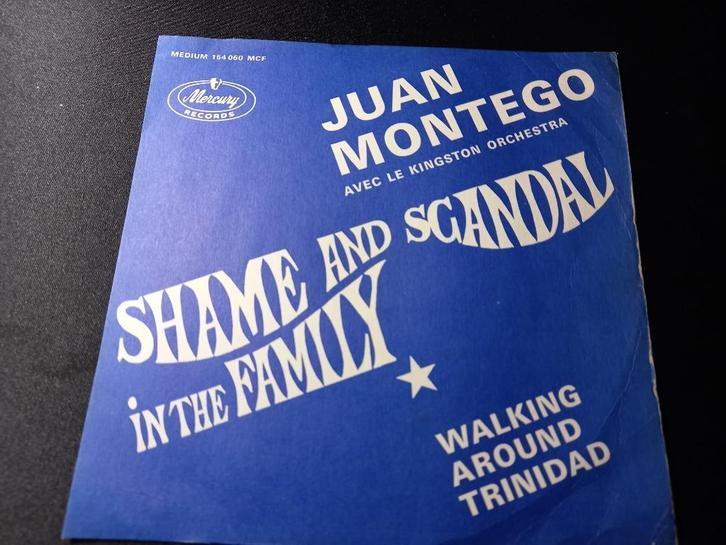 MEDIUM 154 060 MCF
Mercury
RECORDS
JUAN
MONTEGO
AVEC LE KINGSTON ORCHESTRA
SHAME AND SCANDAL
iN THE FAMILY
WALKING
AROUND
TRINIDAD